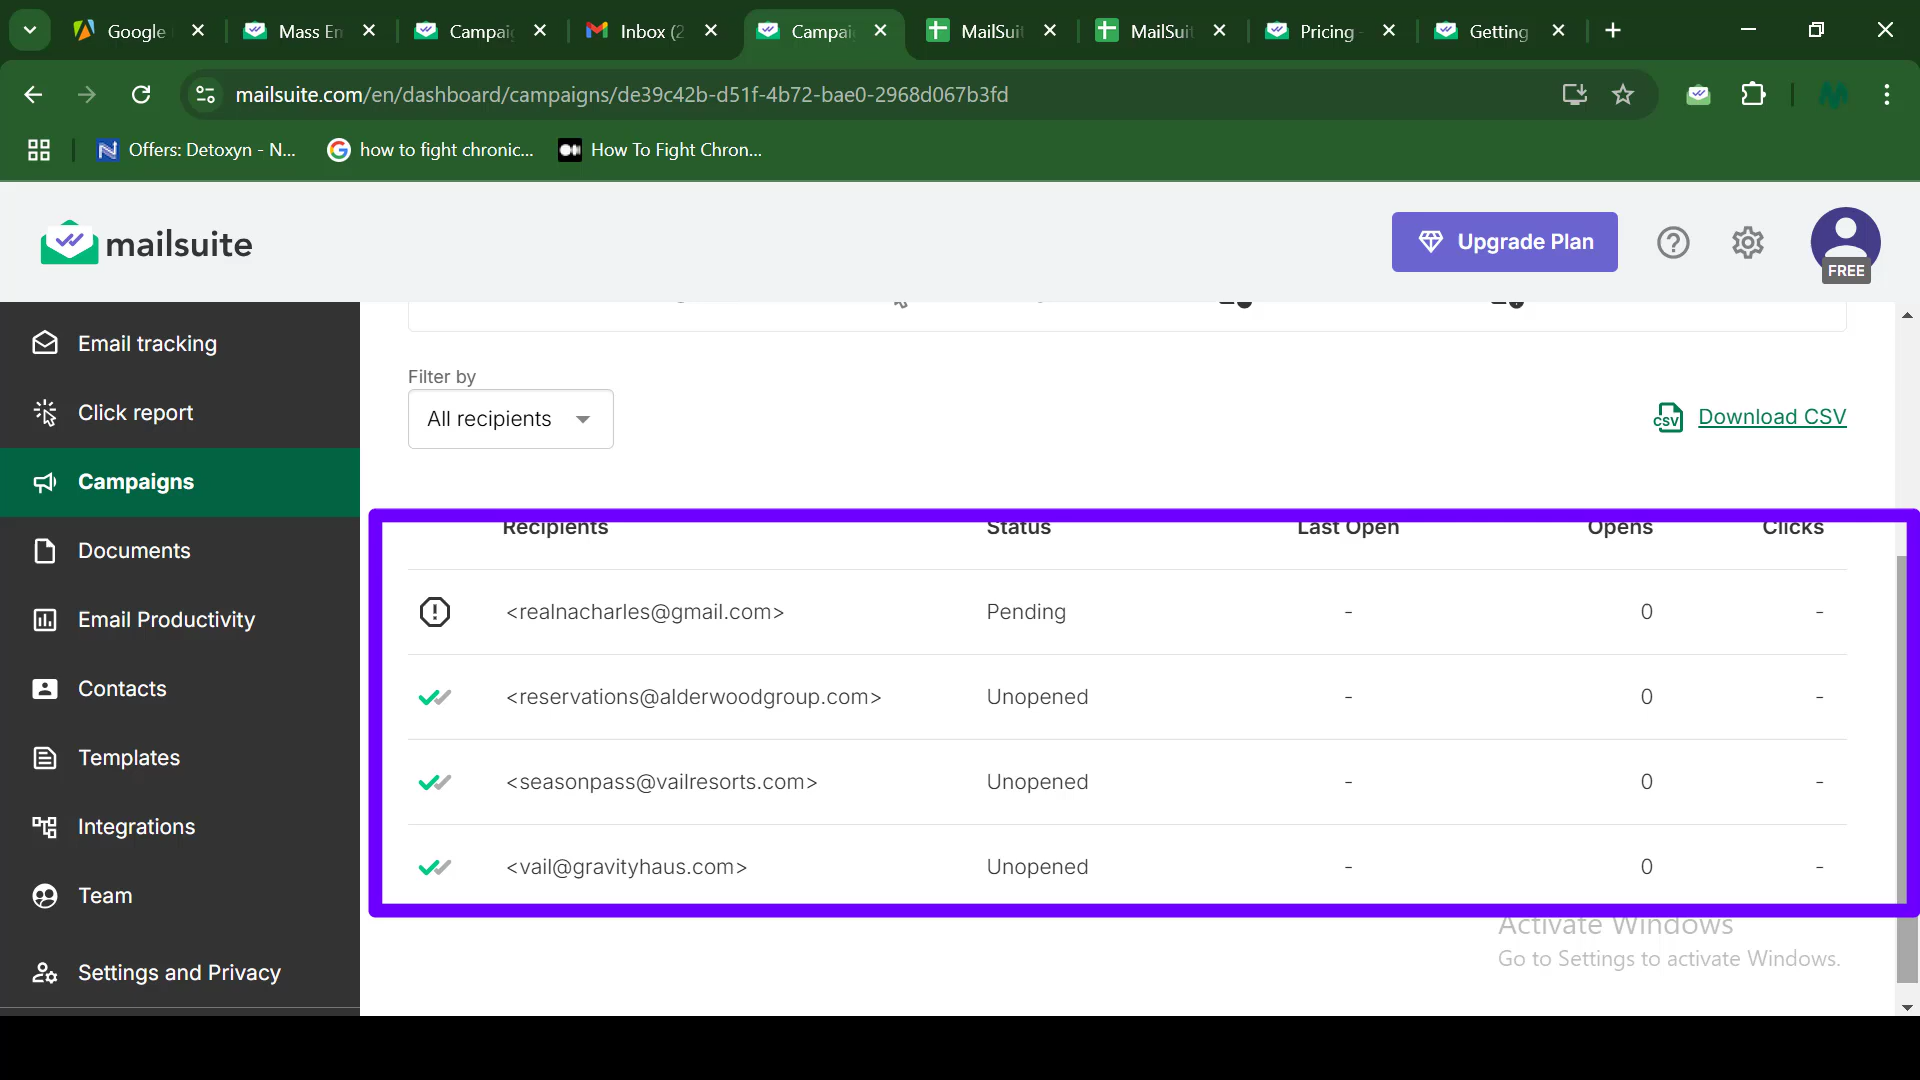 Google
Mass En
Campaig
Inbox (2
Campai
MailSuit
MailSuit
Pricing -
Getting
mailsuite.com/en/dashboard/campaigns/de39c42b-d51f-4b72-bae0-2968d067b3fd
Offers: Detoxyn - N...
how to fight chronic...
How To Fight Chron...
mailsuite
Upgrade Plan
FREE
Email tracking
Click report
Campaigns
Documents
Email Productivity
Contacts
Templates
Integrations
Team
Settings and Privacy
Filter by
All recipients
CSV Download CSV
Recipients Status Last Open Opens Clicks
<realnacharles@gmail.com> Pending - 0 -
<reservations@alderwoodgroup.com> Unopened - 0 -
<seasonpass@vailresorts.com> Unopened - 0 -
<vail@gravityhaus.com> Unopened - 0 -
Activate Windows
Go to Settings to activate Windows.